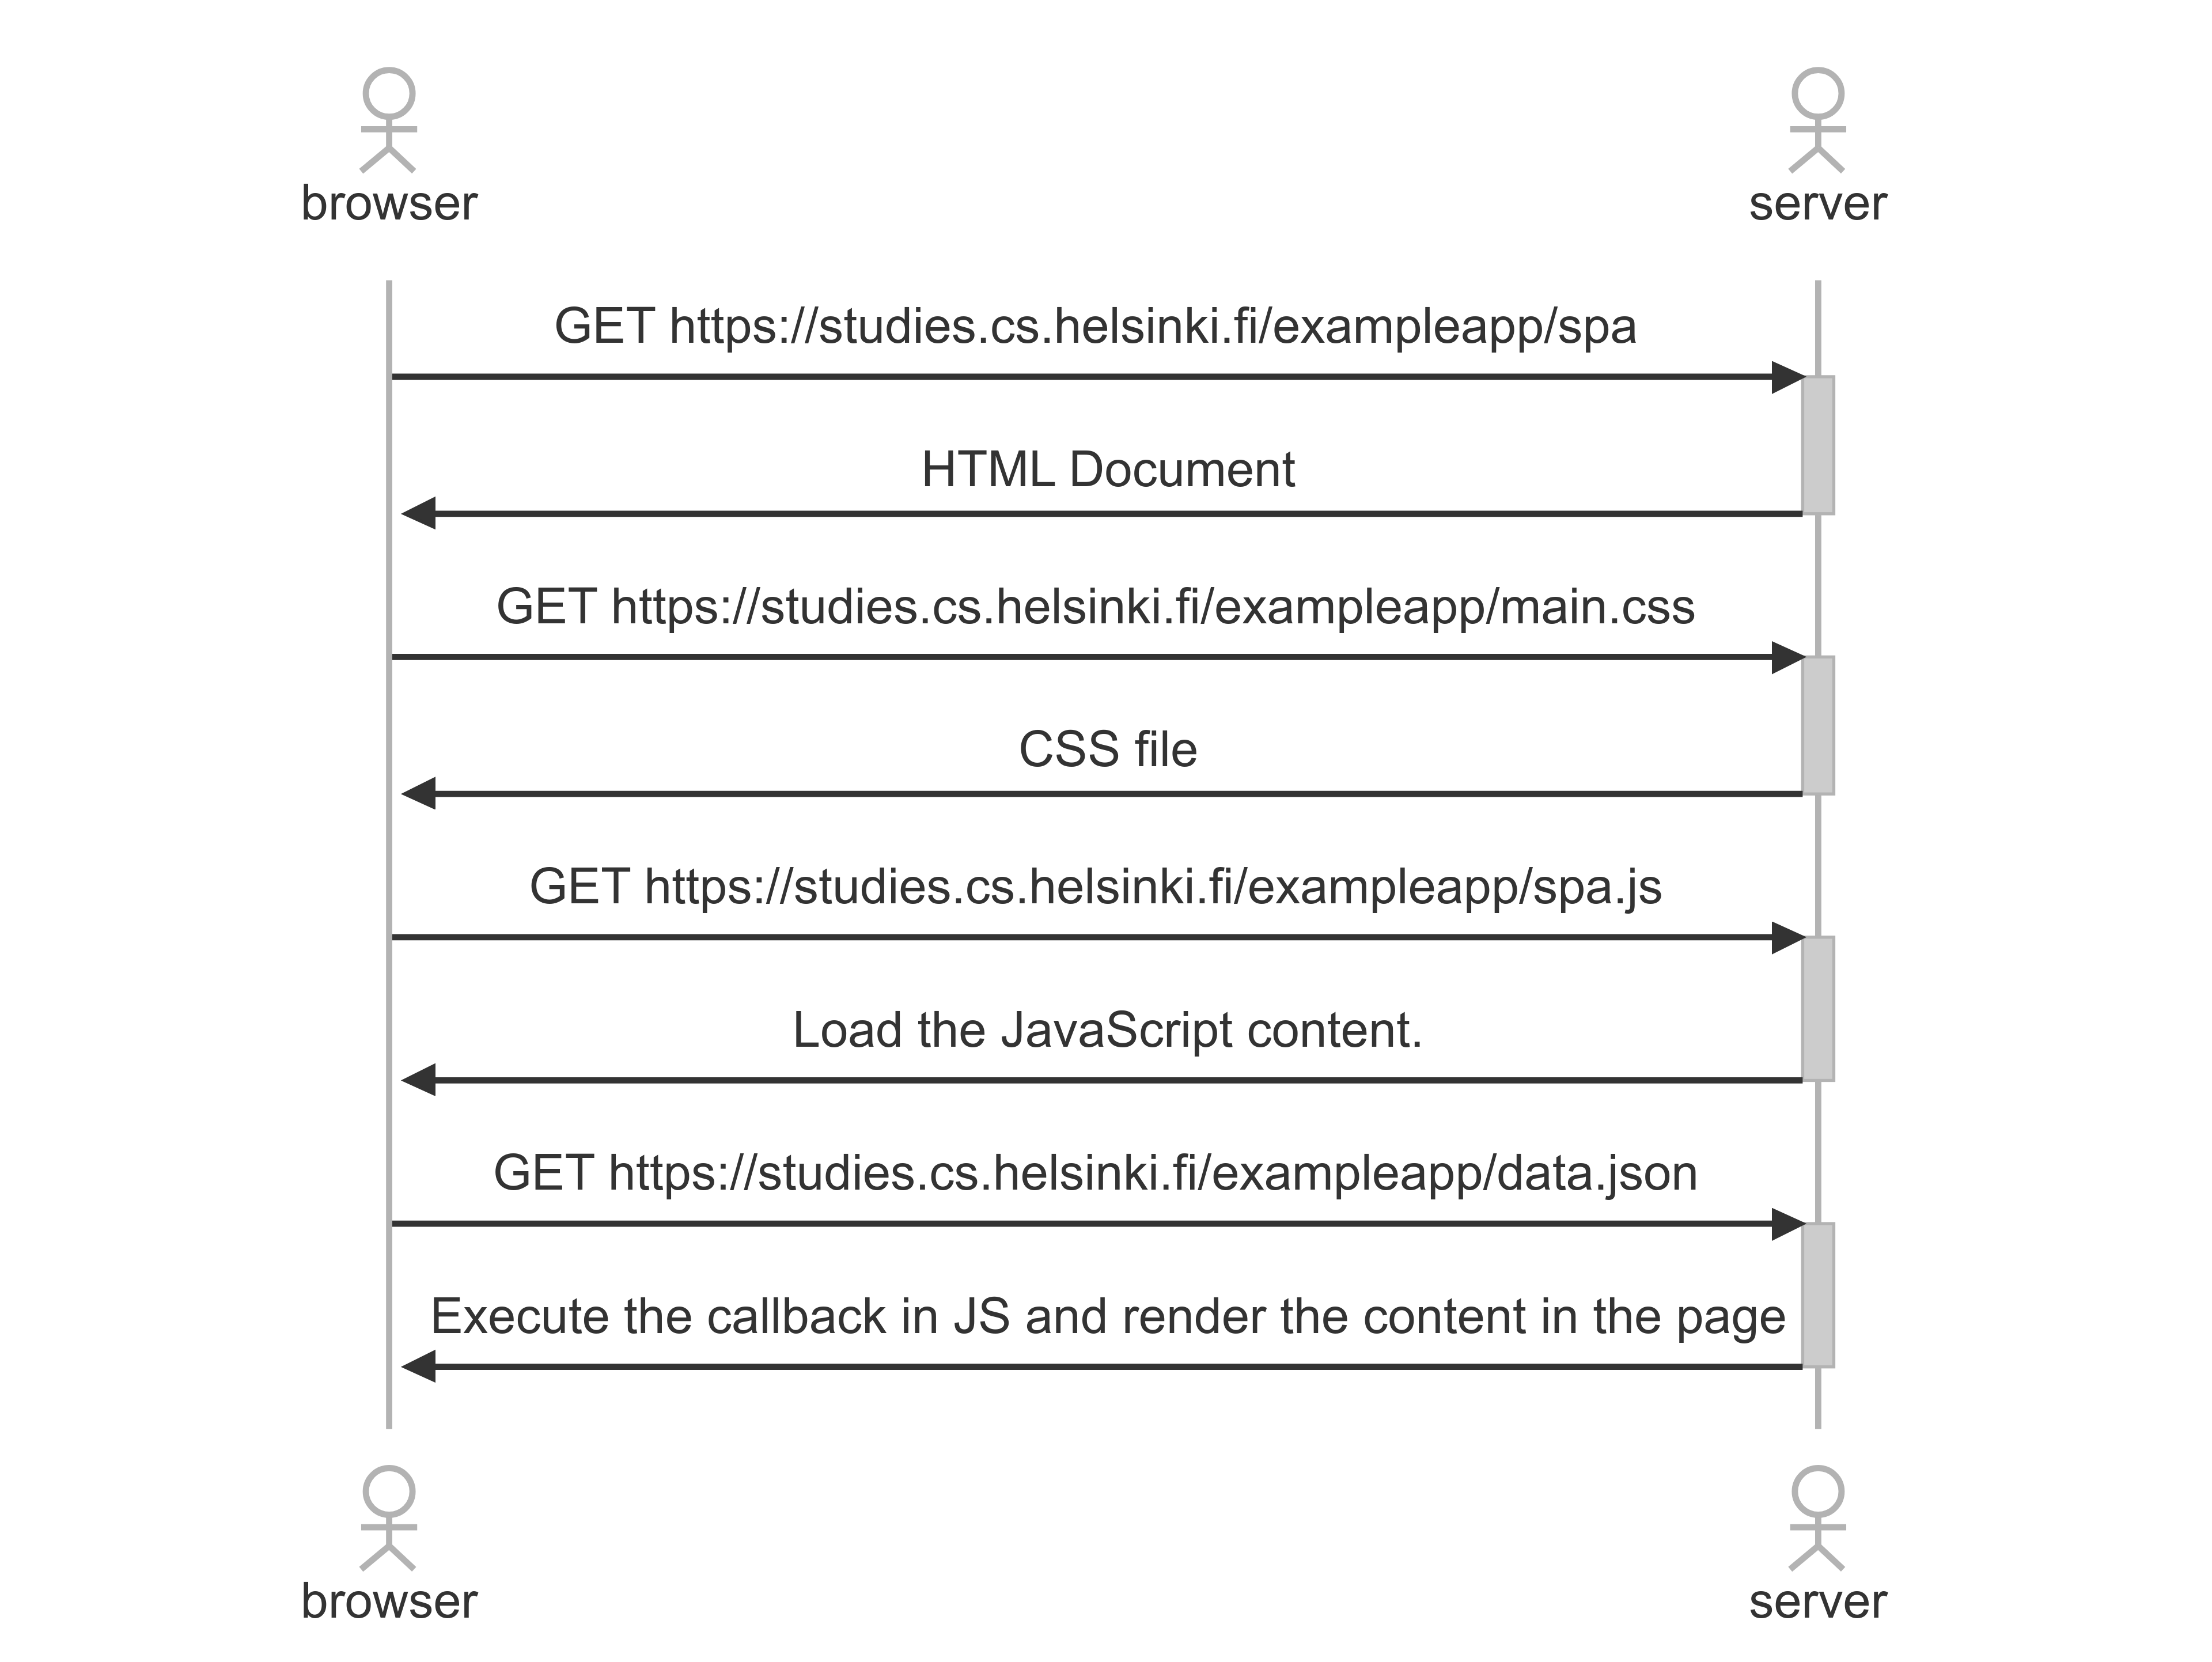 browser
server
GET https://studies.cs.helsinki.fi/exampleapp/spa
HTML Document
GET https://studies.cs.helsinki.fi/exampleapp/main.css
CSS file
GET https://studies.cs.helsinki.fi/exampleapp/spa.js
Load the JavaScript content.
GET https://studies.cs.helsinki.fi/exampleapp/data.json
Execute the callback in JS and render the content in the page
browser
server